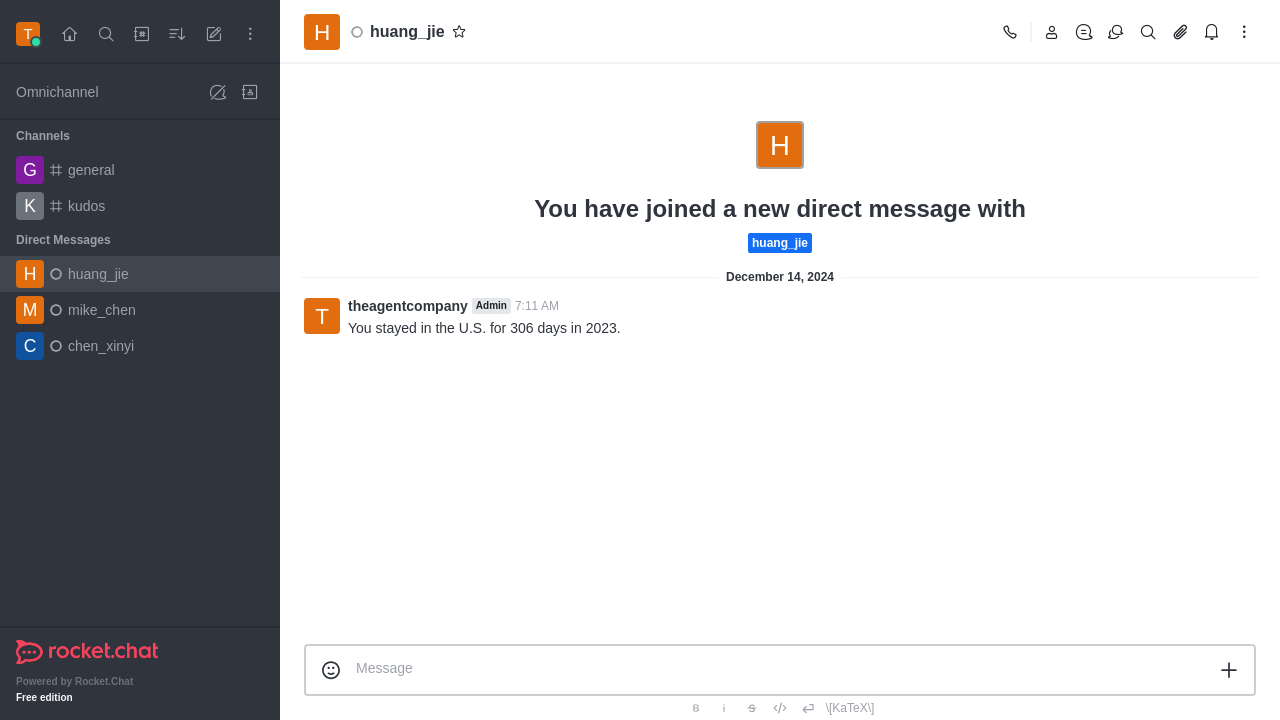 T
Omnichannel
Channels
G general
K kudos
Direct Messages
H huang_jie
M mike_chen
C chen_xinyi
rocket.chat
Powered by Rocket.Chat
Free edition
H huang_jie
H
You have joined a new direct message with
huang_jie
December 14, 2024
T theagentcompany Admin 7:11 AM
You stayed in the U.S. for 306 days in 2023.
Message
B i S \[KaTeX\]